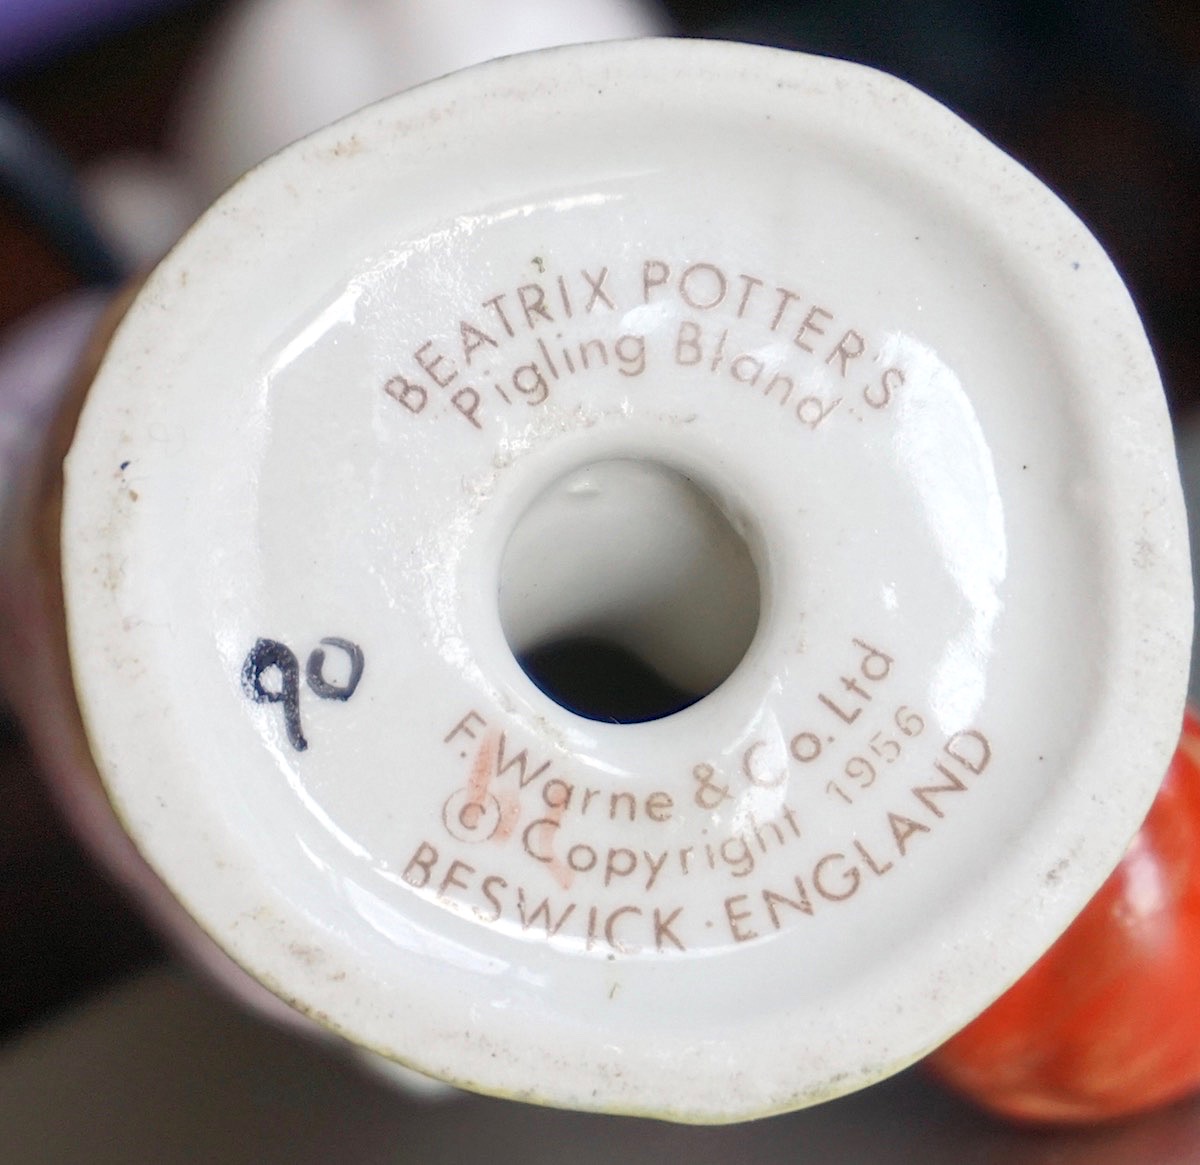 BEATRIX POTTER'S
Pigling Bland
90
F. Warne & Co. Ltd
© Copyright 1956
BESWICK · ENGLAND